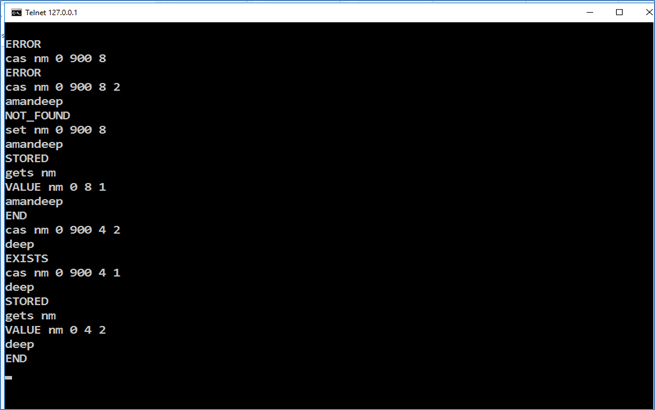 Telnet 127.0.0.1
ERROR
cas nm 0 900 8
ERROR
cas nm 0 900 8 2
amandeep
NOT_FOUND
set nm 0 900 8
amandeep
STORED
gets nm
VALUE nm 0 8 1
amandeep
END
cas nm 0 900 4 2
deep
EXISTS
cas nm 0 900 4 1
deep
STORED
gets nm
VALUE nm 0 4 2
deep
END